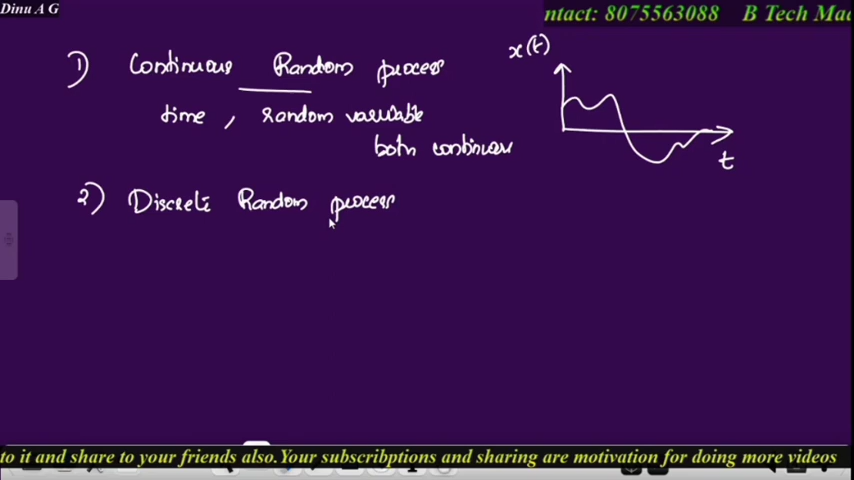 Dinu A G
ntact: 8075563088 B Tech Mad
1) Continuous Random process
x(t)
time , random variable
both continuous
t
2) Discrete Random process
to it and share to your friends also.Your subscribptions and sharing are motivation for doing more videos